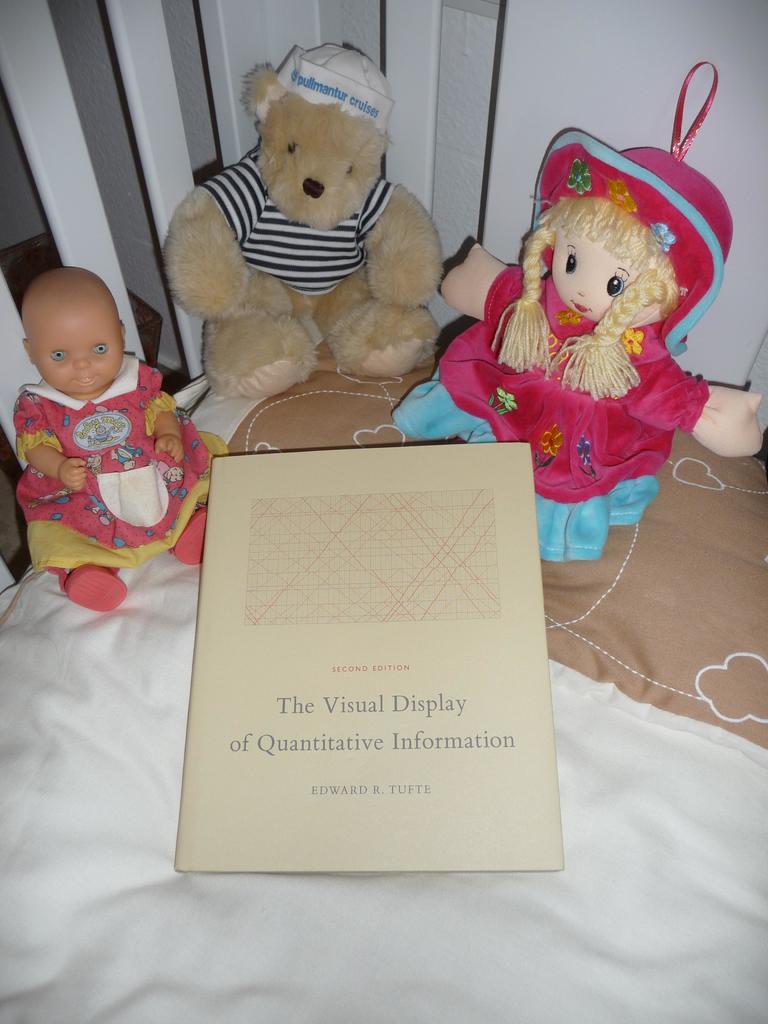 pullmantur cruises
SECOND EDITION
The Visual Display
of Quantitative Information
EDWARD R. TUFTE